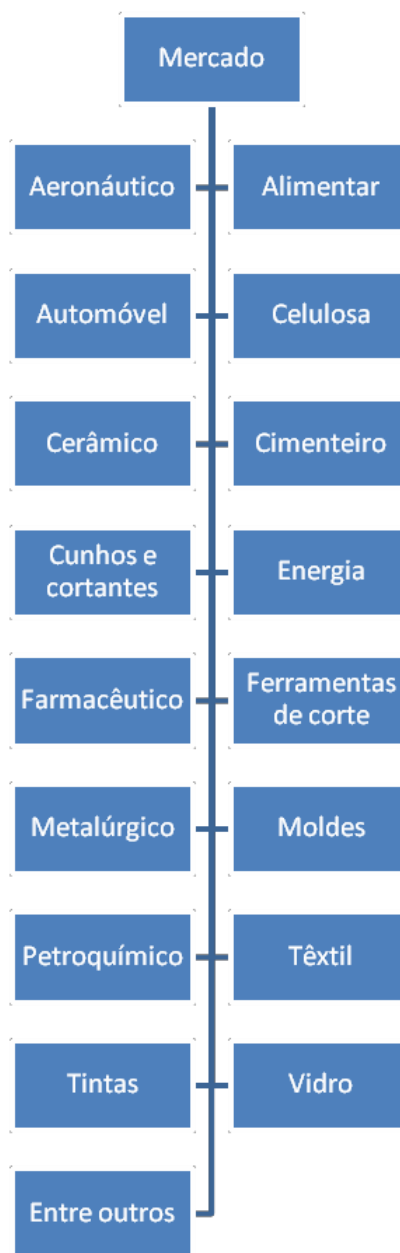 Mercado
Aeronáutico
Alimentar
Automóvel
Celulosa
Cerâmico
Cimenteiro
Cunhos e
cortantes
Energia
Farmacêutico
Ferramentas
de corte
Metalúrgico
Moldes
Petroquímico
Têxtil
Tintas
Vidro
Entre outros